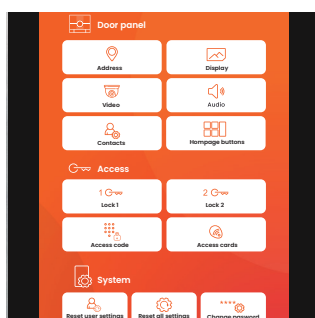 Door panel
Address
Display
Video
Audio
Contacts
Hompage buttons
Access
1
2
Lock 1
Lock 2
Access code
Access cards
System
Reset user settings
Reset all settings
Change pasword